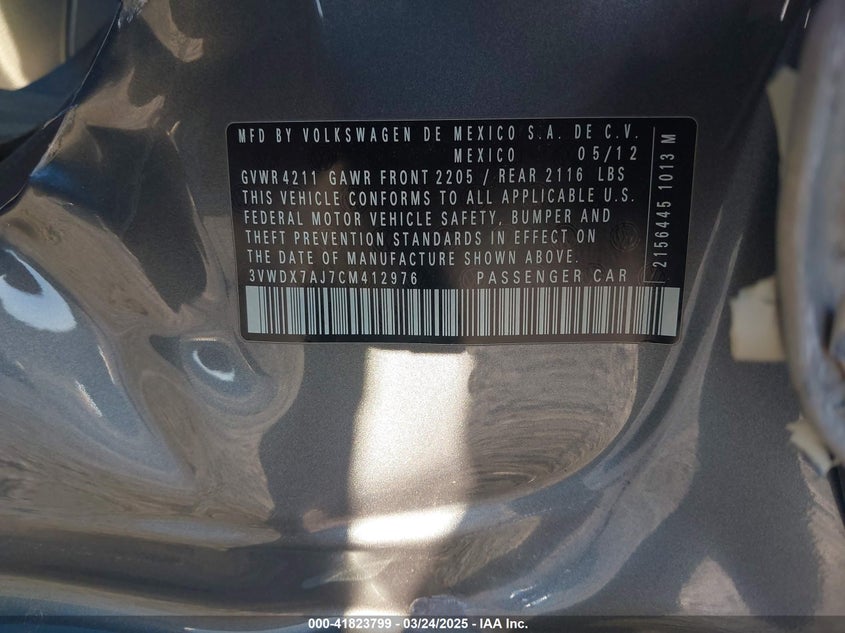 MFD BY VOLKSWAGEN DE MEXICO S.A. DE C.V.
MEXICO 05/12
GVWR 4211 GAWR FRONT 2205 / REAR 2116 LBS
THIS VEHICLE CONFORMS TO ALL APPLICABLE U.S.
FEDERAL MOTOR VEHICLE SAFETY, BUMPER AND
THEFT PREVENTION STANDARDS IN EFFECT ON
THE DATE OF MANUFACTURE SHOWN ABOVE.
3VWDX7AJ7CM412976 PASSENGER CAR
2156445 1013 M
000-41823799 - 03/24/2025 - IAA Inc.